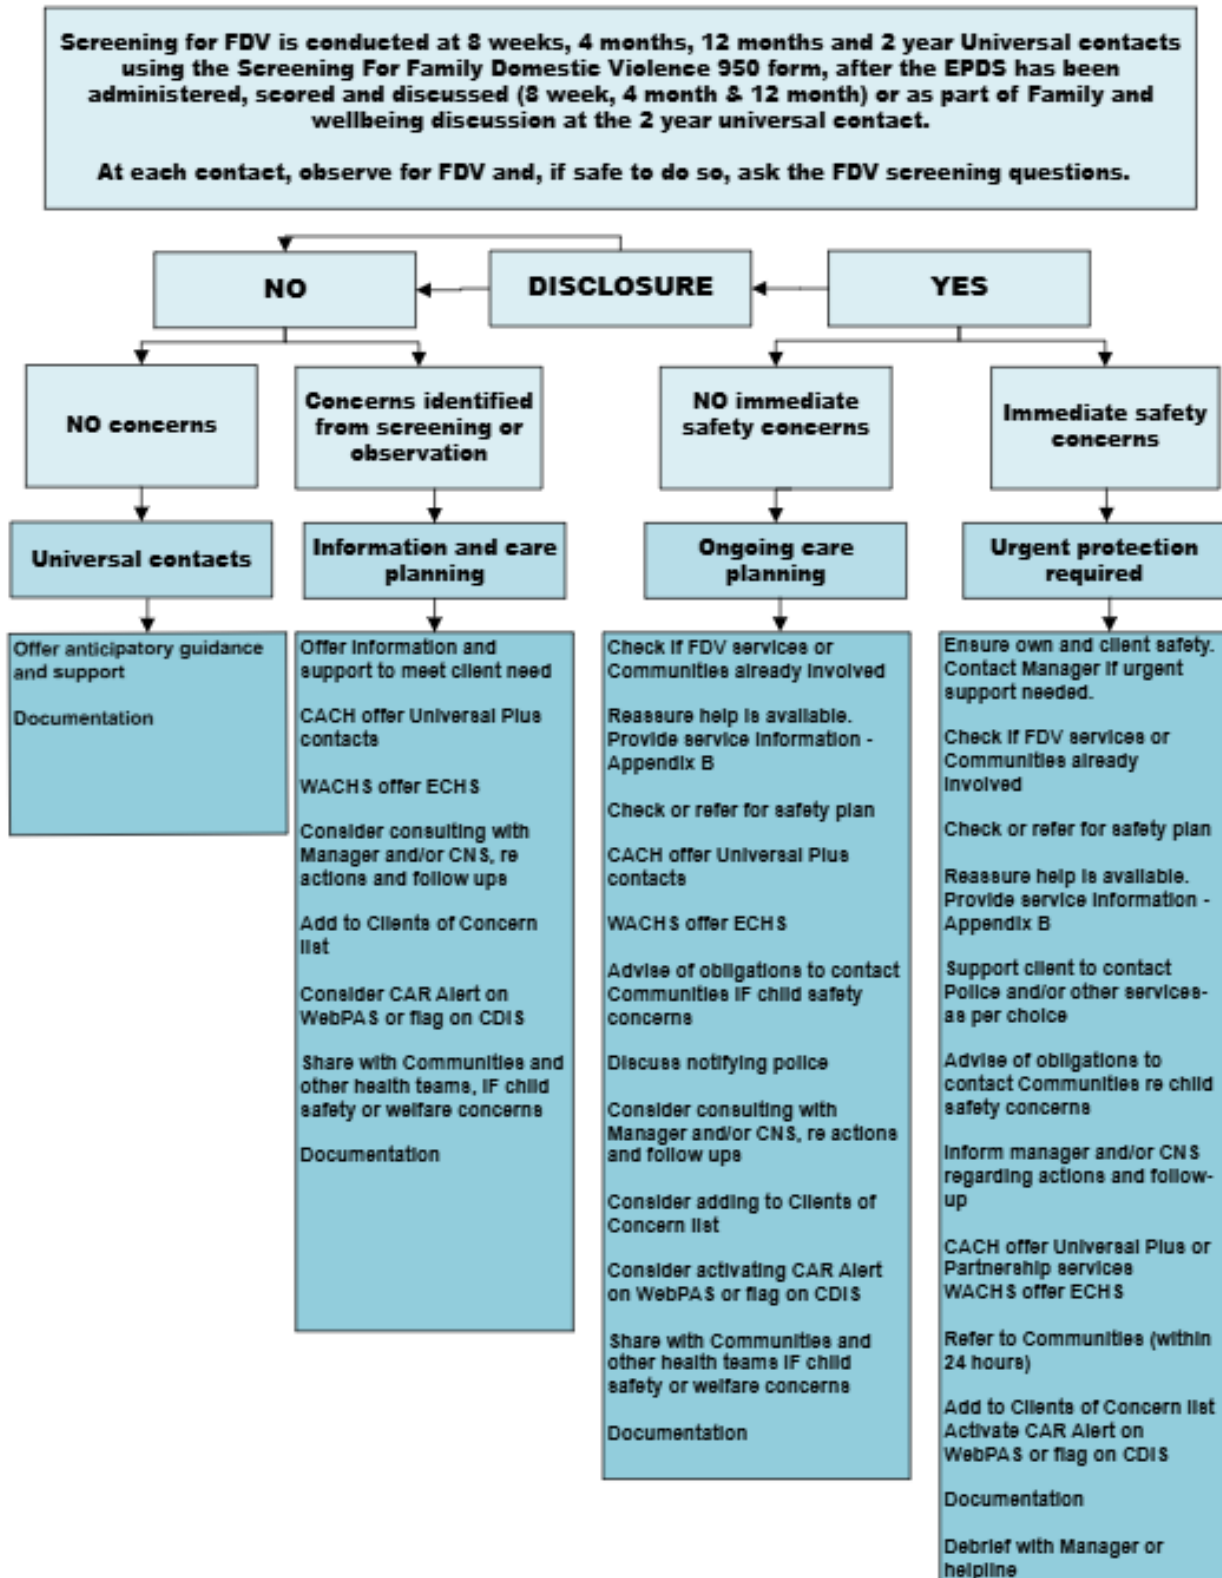 Screening for FDV is conducted at 8 weeks, 4 months, 12 months and 2 year Universal contacts
using the Screening For Family Domestic Violence 950 form, after the EPDS has been
administered, scored and discussed (8 week, 4 month & 12 month) or as part of Family and
wellbeing discussion at the 2 year universal contact.
At each contact, observe for FDV and, if safe to do so, ask the FDV screening questions.
NO
DISCLOSURE
YES
NO concerns
Concerns identified
from screening or
observation
NO immediate
safety concerns
Immediate safety
concerns
Universal contacts
Information and care
planning
Ongoing care
planning
Urgent protection
required
Offer anticipatory guidance
and support
Documentation
Offer information and
support to meet client need
CACH offer Universal Plus
contacts
WACHS offer ECHS
Consider consulting with
Manager and/or CNS, re
actions and follow ups
Add to Clients of Concern
list
Consider CAR Alert on
WebPAS or flag on CDIS
Share with Communities and
other health teams, IF child
safety or welfare concerns
Documentation
Check if FDV services or
Communities already involved
Reassure help is available.
Provide service information -
Appendix B
Check or refer for safety plan
CACH offer Universal Plus
contacts
WACHS offer ECHS
Advise of obligations to contact
Communities IF child safety
concerns
Discuss notifying police
Consider consulting with
Manager and/or CNS, re actions
and follow ups
Consider adding to Clients of
Concern list
Consider activating CAR Alert
on WebPAS or flag on CDIS
Share with Communities and
other health teams IF child
safety or welfare concerns
Documentation
Ensure own and client safety.
Contact Manager if urgent
support needed.
Check if FDV services or
Communities already
involved
Check or refer for safety plan
Reassure help is available.
Provide service information -
Appendix B
Support client to contact
Police and/or other services-
as per choice
Advise of obligations to
contact Communities re child
safety concerns
Inform manager and/or CNS
regarding actions and follow-
up
CACH offer Universal Plus or
Partnership services
WACHS offer ECHS
Refer to Communities (within
24 hours)
Add to Clients of Concern list
Activate CAR Alert on
WebPAS or flag on CDIS
Documentation
Debrief with Manager or
helpline